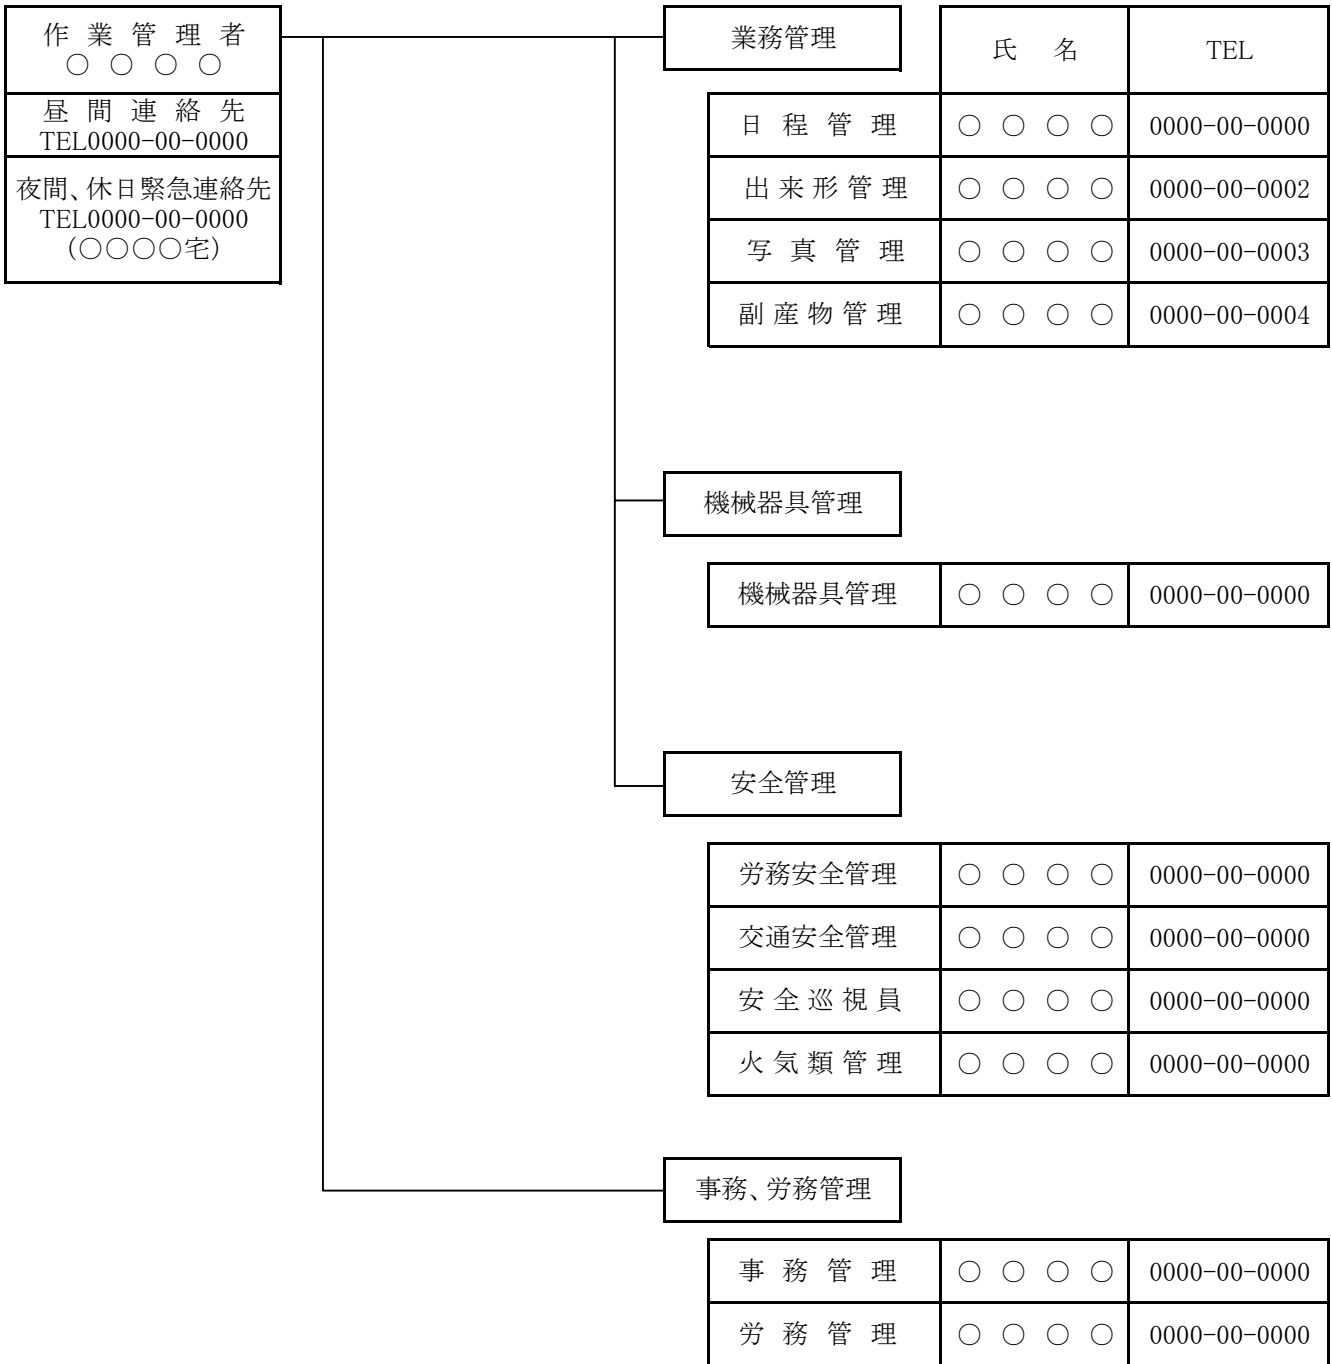 作業管理者
○○○○
昼間連絡先
TEL0000-00-0000
夜間、休日緊急連絡先
TEL0000-00-0000
(○○○○宅)
業務管理
氏 名 TEL
日程管理 ○○○○ 0000-00-0000
出来形管理 ○○○○ 0000-00-0002
写真管理 ○○○○ 0000-00-0003
副産物管理 ○○○○ 0000-00-0004
機械器具管理
機械器具管理 ○○○○ 0000-00-0000
安全管理
労務安全管理 ○○○○ 0000-00-0000
交通安全管理 ○○○○ 0000-00-0000
安全巡視員 ○○○○ 0000-00-0000
火気類管理 ○○○○ 0000-00-0000
事務、労務管理
事務管理 ○○○○ 0000-00-0000
労務管理 ○○○○ 0000-00-0000